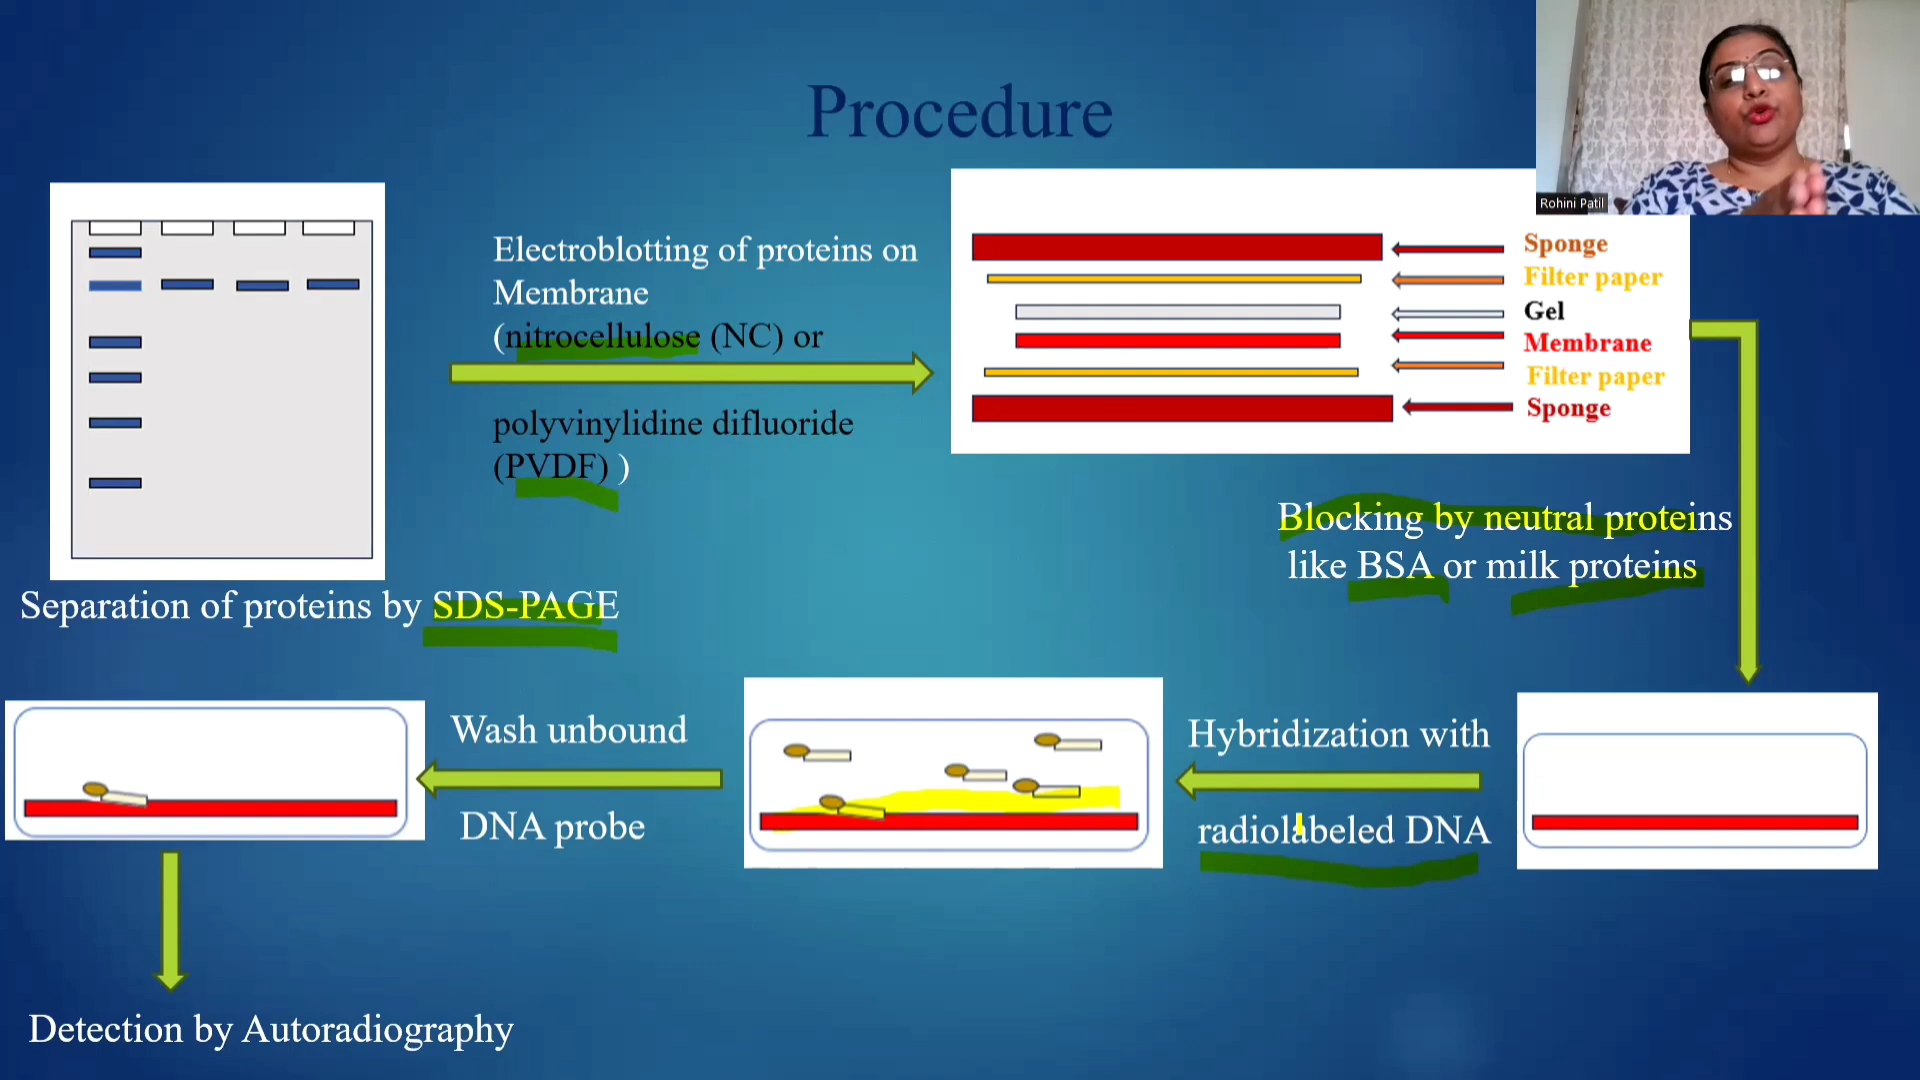 Procedure
Rohini Patil
Electroblotting of proteins on
Membrane
(nitrocellulose (NC) or
polyvinylidine difluoride
(PVDF) )
Sponge
Filter paper
Gel
Membrane
Filter paper
Sponge
Separation of proteins by SDS-PAGE
Blocking by neutral proteins
like BSA or milk proteins
Hybridization with
radiolabeled DNA
Wash unbound
DNA probe
Detection by Autoradiography